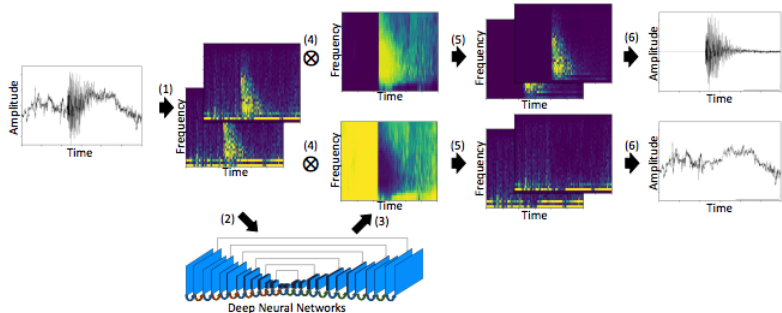 Amplitude
Time
(1)
Frequency
Time
(4)
(4)
Frequency
Time
Frequency
Time
(5)
(5)
Frequency
Time
Frequency
Time
(6)
(6)
Amplitude
Time
Amplitude
Time
(2)
(3)
Deep Neural Networks